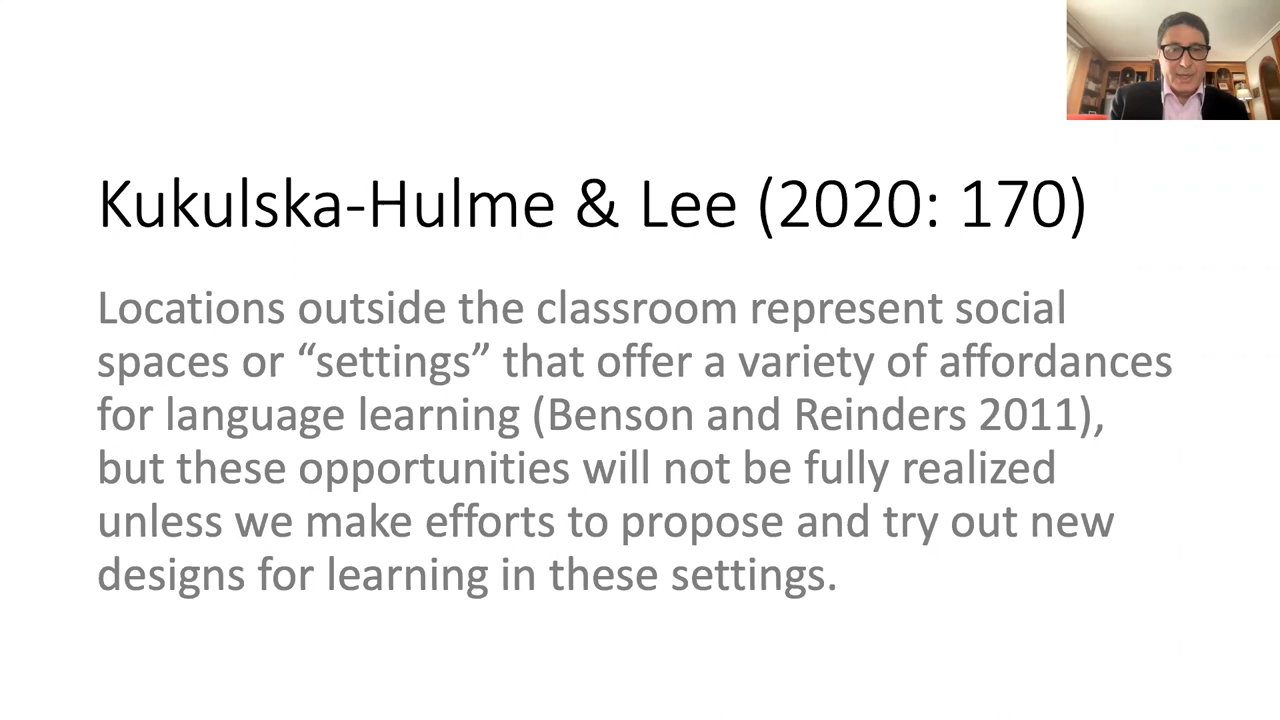 Kukulska-Hulme & Lee (2020: 170)
Locations outside the classroom represent social
spaces or “settings” that offer a variety of affordances
for language learning (Benson and Reinders 2011),
but these opportunities will not be fully realized
unless we make efforts to propose and try out new
designs for learning in these settings.